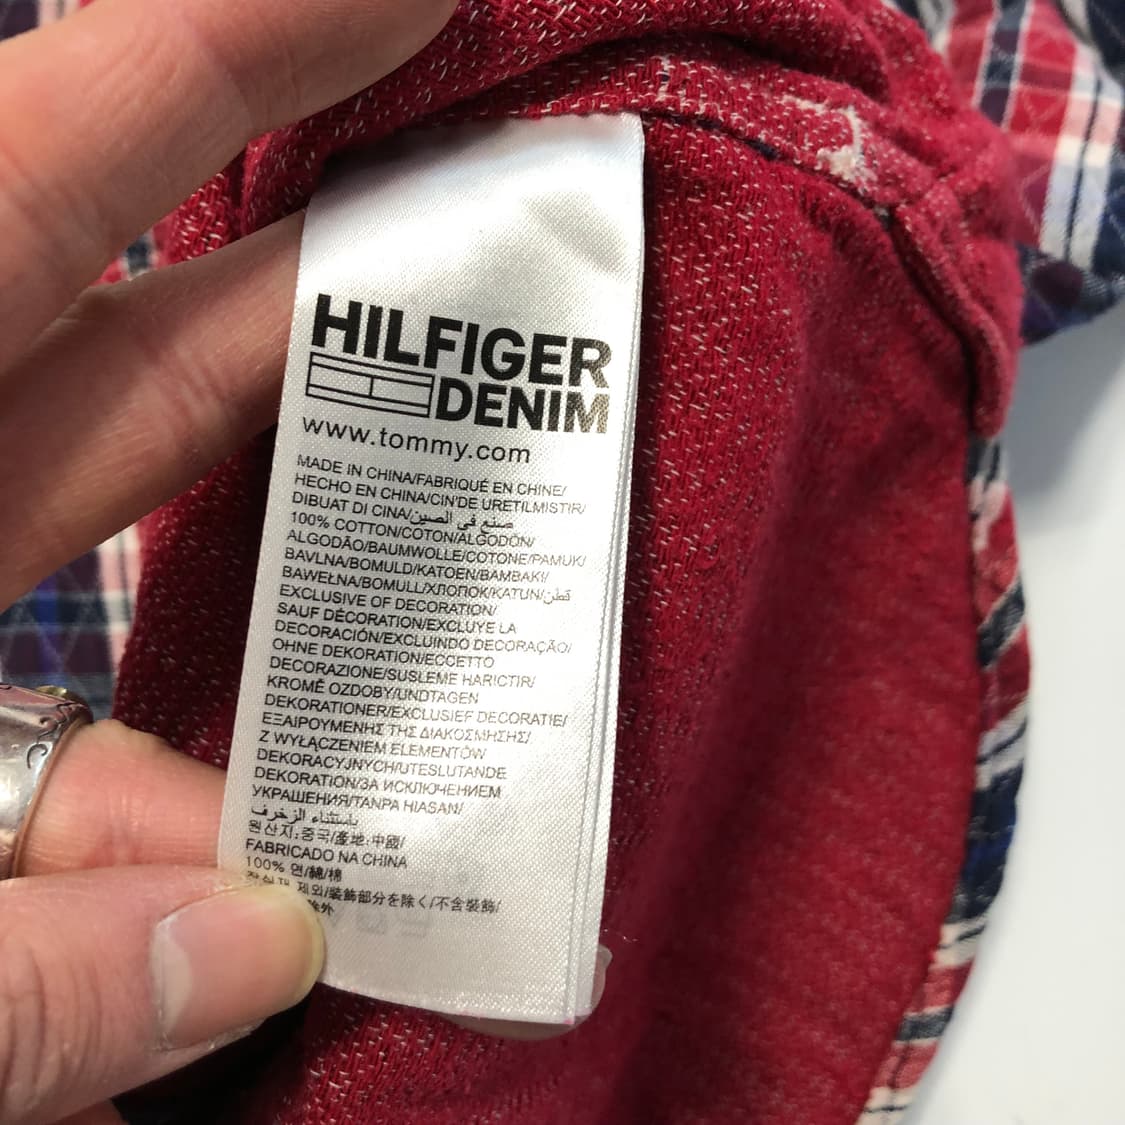 HILFIGER
DENIM
www.tommy.com
MADE IN CHINA/FABRIQUÉ EN CHINE/
HECHO EN CHINA/CIN'DE URETILMISTIR/
DIBUAT DI CINA/صنع في الصين
100% COTTON/COTON/ALGODÓN/
ALGODÃO/BAUMWOLLE/COTONE/PAMUK/
BAVLNA/BOMULD/KATOEN/BAMBAKI/
BAWEŁNA/BOMULL/ХЛОПОК/KATUN/قطن
EXCLUSIVE OF DECORATION/
SAUF DÉCORATION/EXCLUYE LA
DECORACIÓN/EXCLUINDO DECORAÇÃO/
OHNE DEKORATION/ECCETTO
DECORAZIONE/SUSLEME HARICTIR/
KROMĚ OZDOBY/UNDTAGEN
DEKORATIONER/EXCLUSIEF DECORATIE/
ΕΞΑΙΡΟΥΜΕΝΗΣ ΤΗΣ ΔΙΑΚΟΣΜΗΣΗΣ/
Z WYŁĄCZENIEM ELEMENTÓW
DEKORACYJNYCH/UTESLUTANDE
DEKORATION/ЗА ИСКЛЮЧЕНИЕМ
УКРАШЕНИЯ/TANPA HIASAN/
باستثناء الزخرف
원산지:중국/產地:中國/
FABRICADO NA CHINA
100% 면/綿/棉
제외/裝飾部分を除く/不含裝飾/
除外